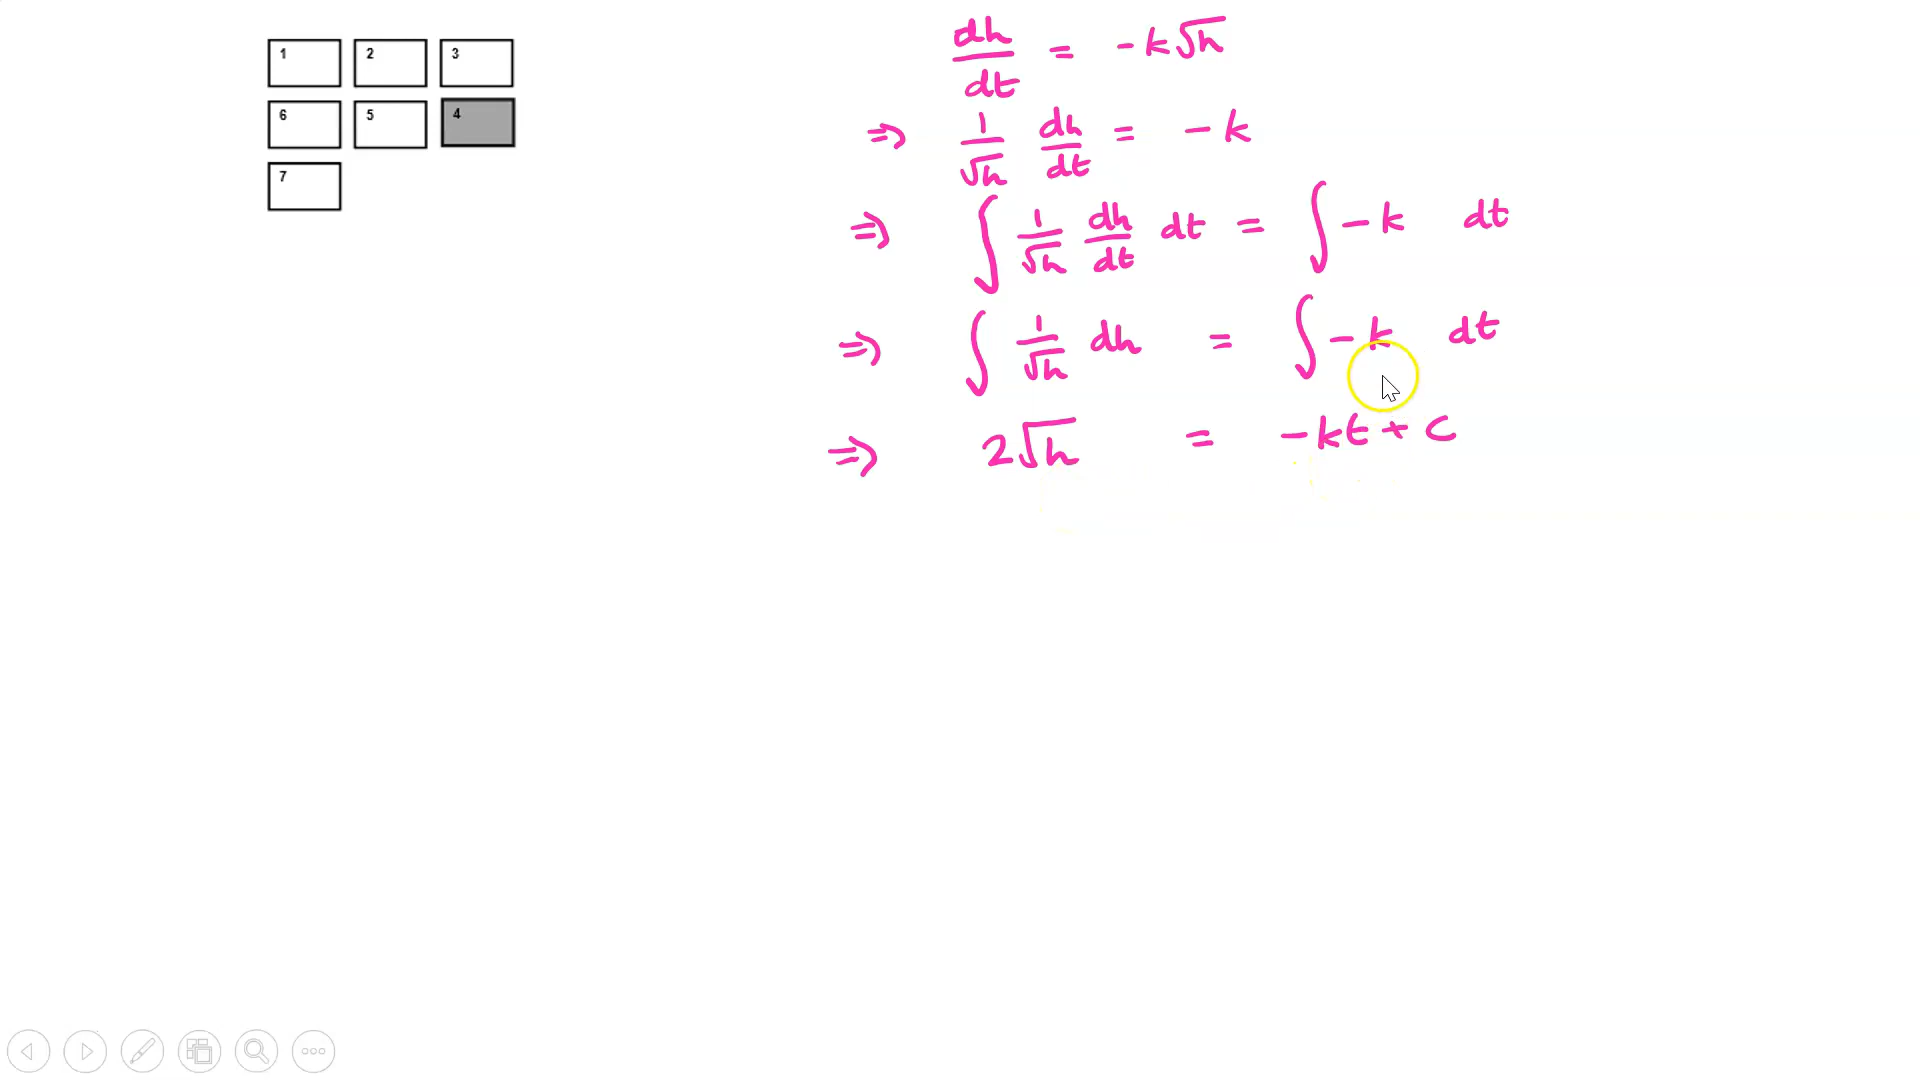 1 2 3
6 5 4
7
dh/dt = -k√h
⇒ 1/√h dh/dt = -k
⇒ ∫ 1/√h dh/dt dt = ∫ -k dt
⇒ ∫ 1/√h dh = ∫ -k dt
⇒ 2√h = -kt + c